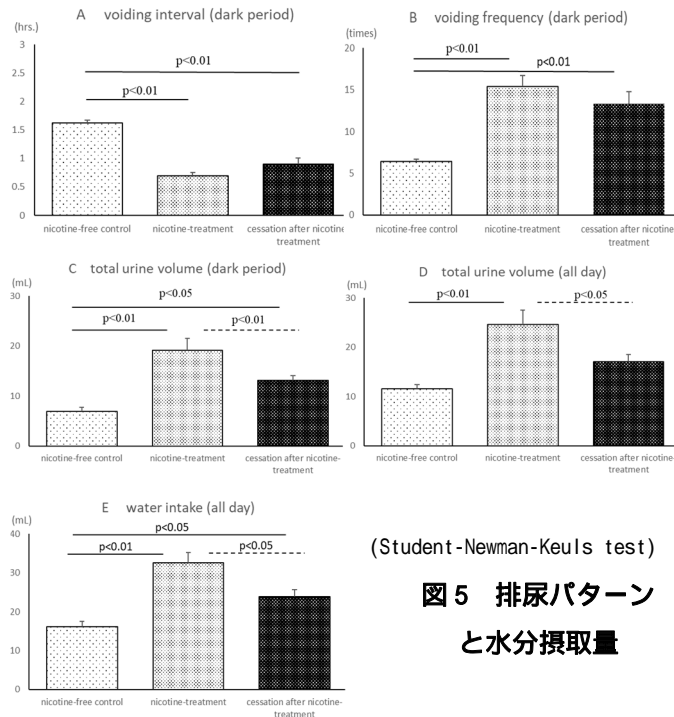 A voiding interval (dark period)
(hrs.)
3
2.5
2
1.5
1
0.5
0
p<0.01
p<0.01
nicotine-free control
nicotine-treatment
cessation after nicotine-
treatment
B voiding frequency (dark period)
(times)
20
15
10
5
0
p<0.01
p<0.01
nicotine-free control
nicotine-treatment
cessation after nicotine
treatment
C total urine volume (dark period)
(mL)
30
20
10
0
p<0.05
p<0.01
p<0.01
nicotine-free control
nicotine-treatment
cessation after nicotine-
treatment
D total urine volume (all day)
(mL)
30
20
10
0
p<0.01
p<0.05
nicotine-free control
nicotine-treatment
cessation after nicotine-
treatment
E water intake (all day)
(mL)
40
30
20
10
0
p<0.05
p<0.01
p<0.05
nicotine-free control
nicotine-treatment
cessation after nicotine-
treatment
(Student-Newman-Keuls test)
図5 排尿パターン
と水分摂取量